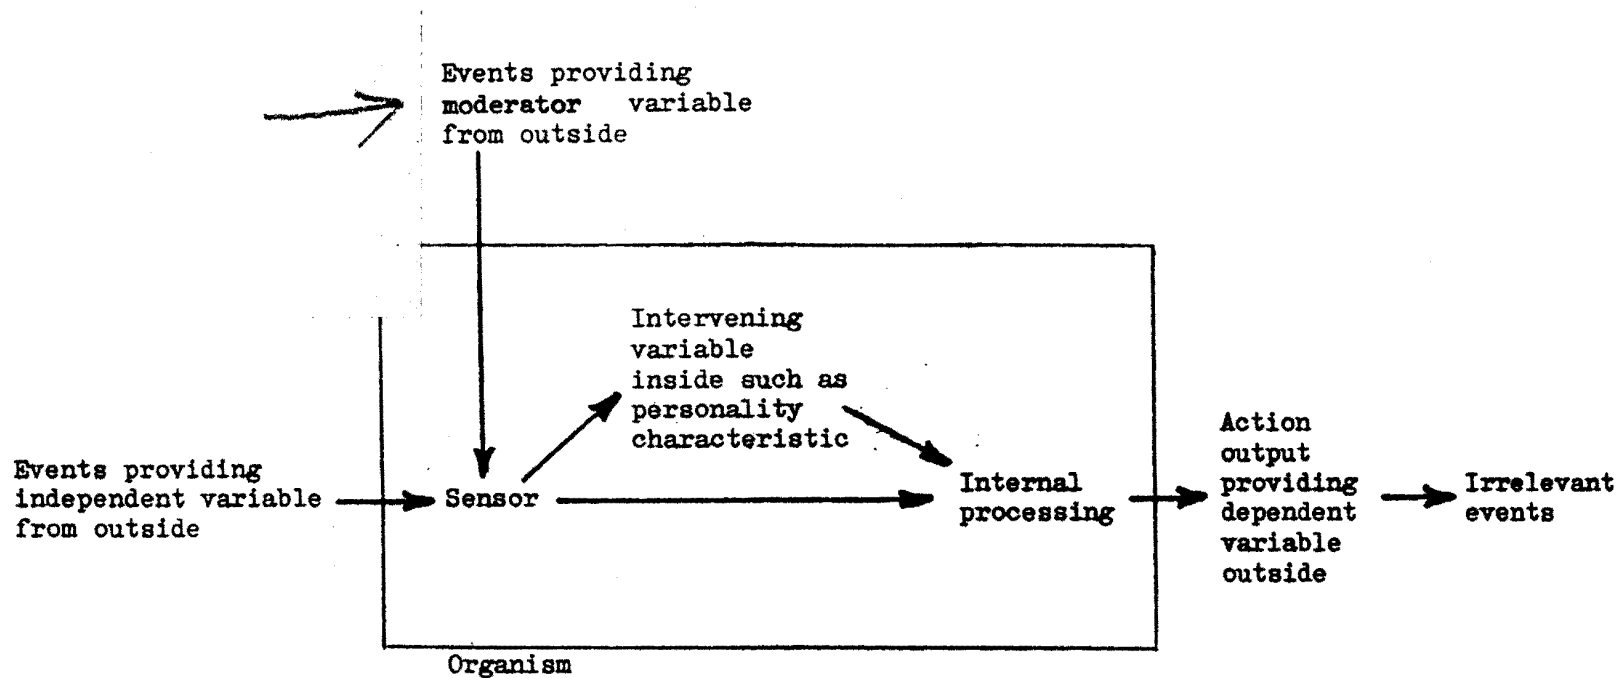 Events providing
moderator variable
from outside
Intervening
variable
inside such as
personality
characteristic
Events providing
independent variable
from outside
Sensor
Internal
processing
Action
output
providing
dependent
variable
outside
Irrelevant
events
Organism